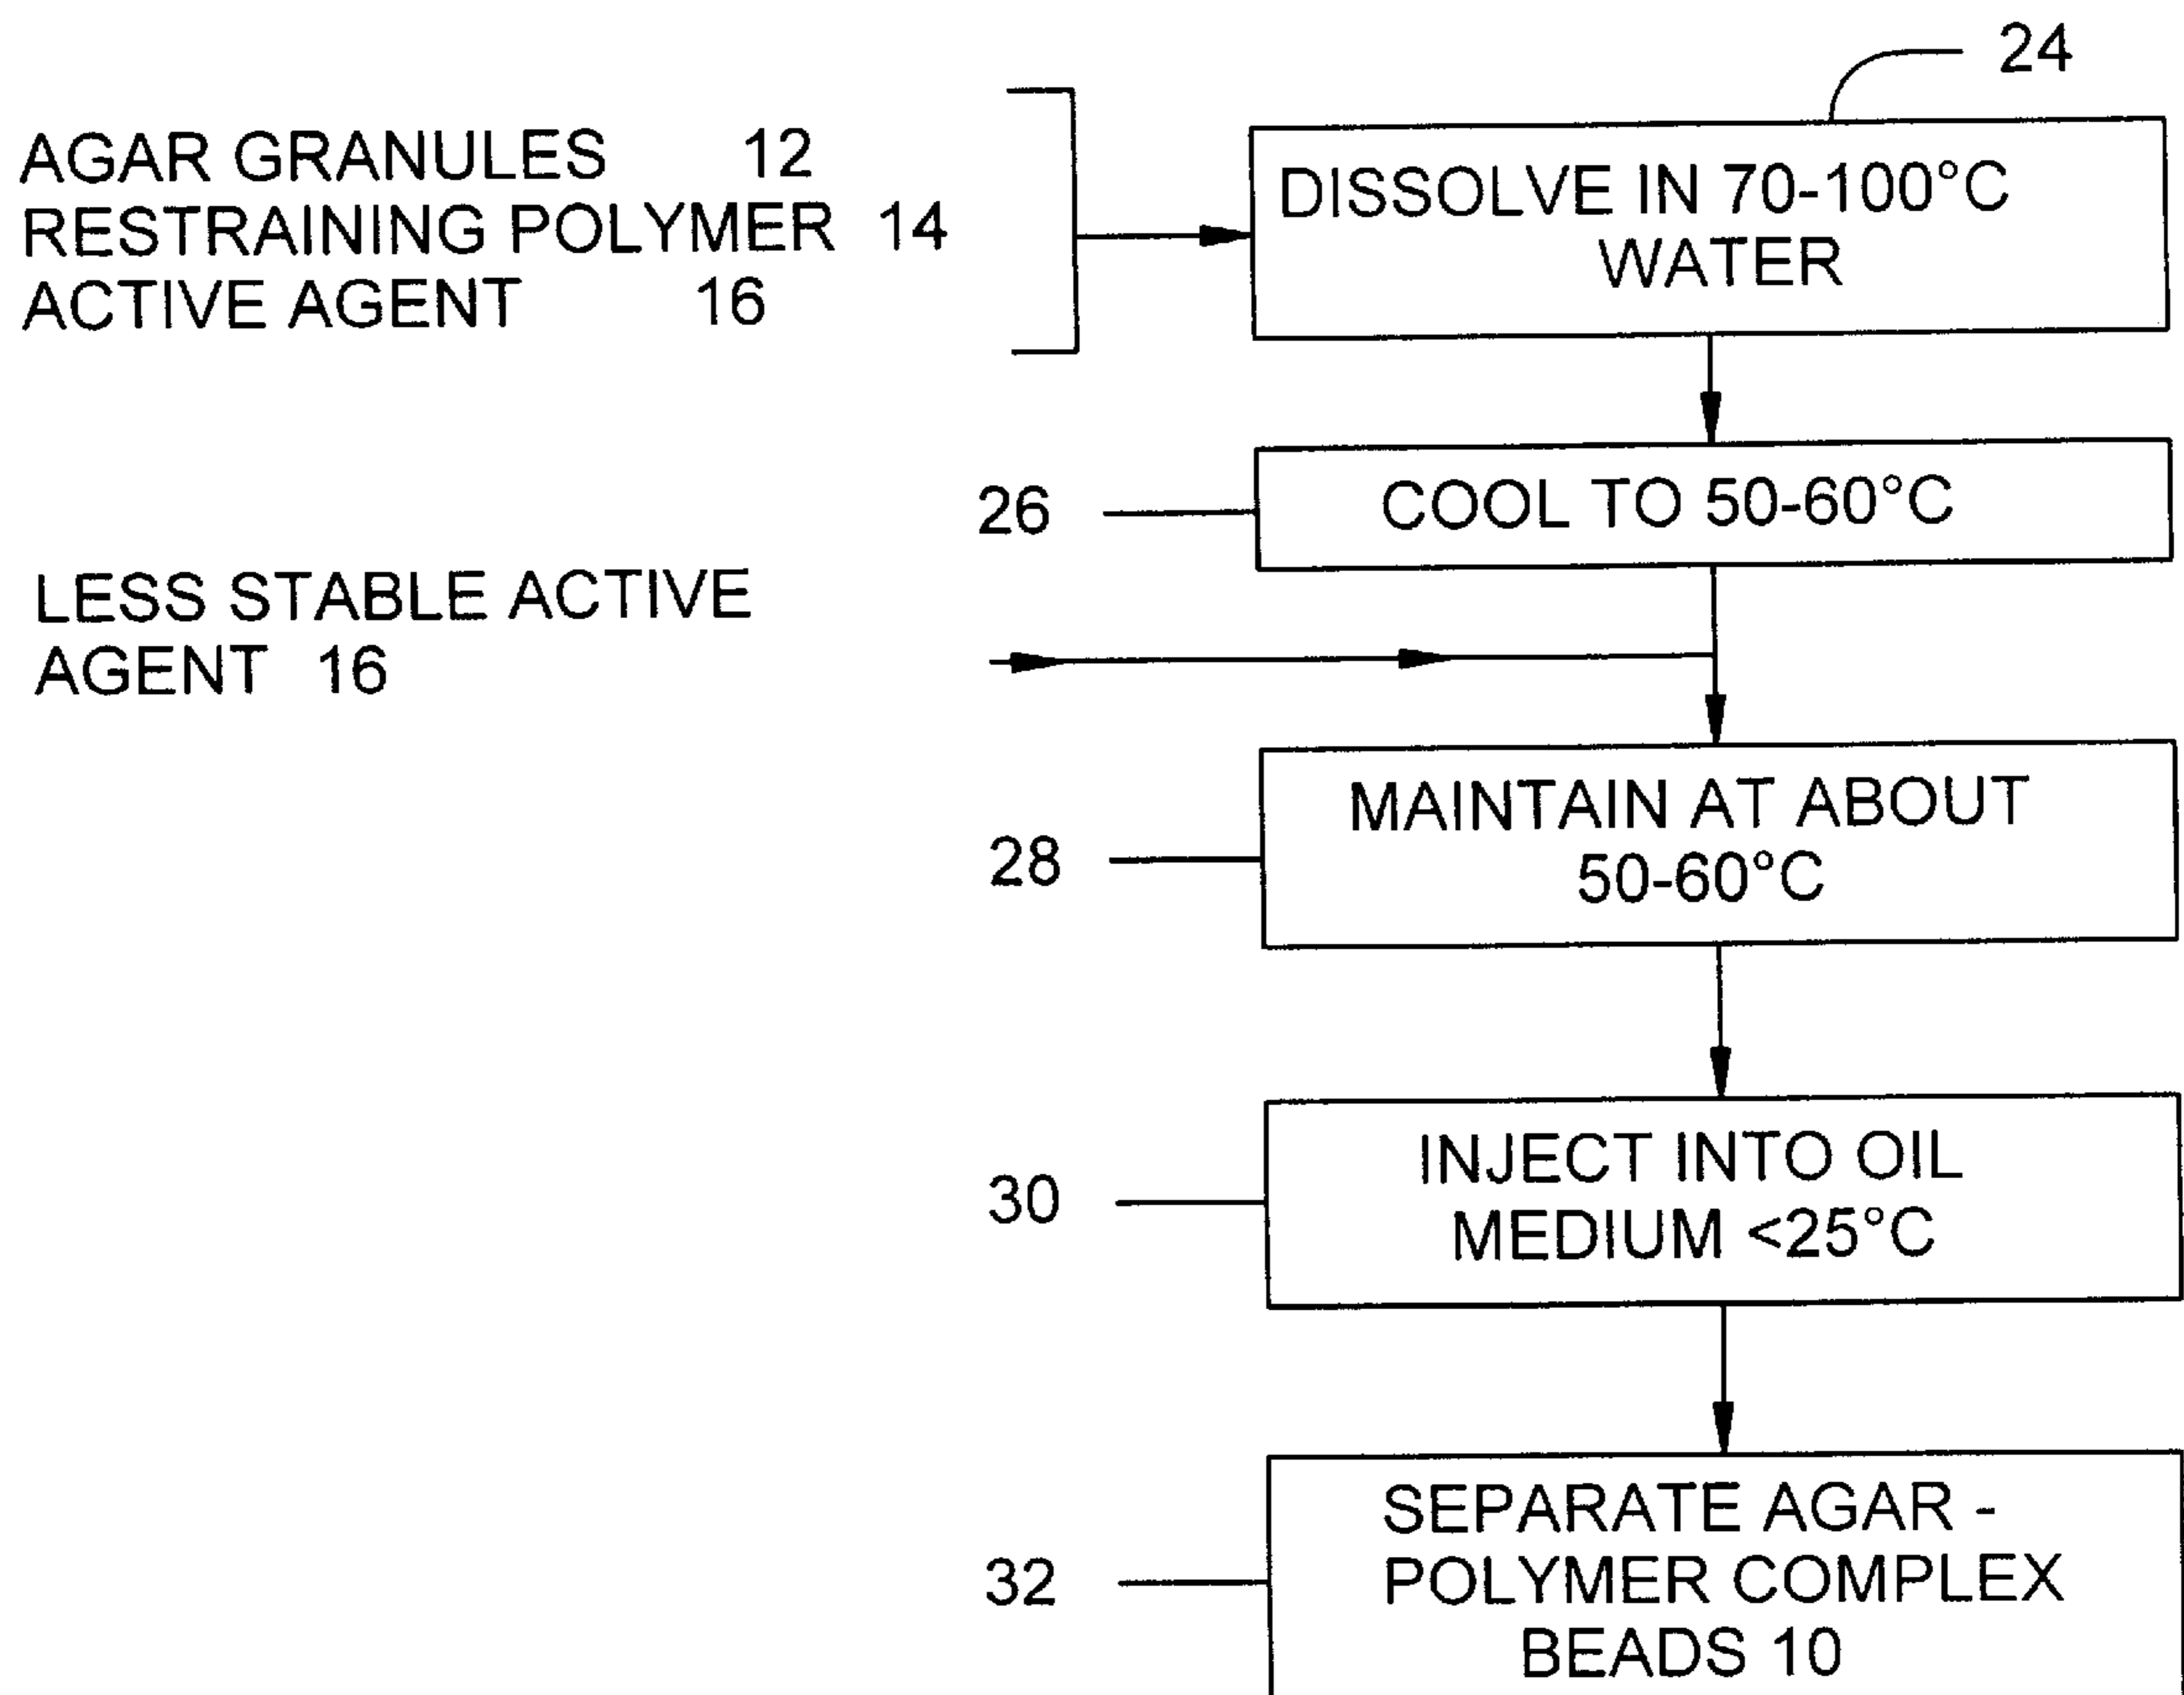 24
AGAR GRANULES 12
RESTRAINING POLYMER 14
ACTIVE AGENT 16
DISSOLVE IN 70-100°C
WATER
26
COOL TO 50-60°C
LESS STABLE ACTIVE
AGENT 16
28
MAINTAIN AT ABOUT
50-60°C
30
INJECT INTO OIL
MEDIUM <25°C
32
SEPARATE AGAR -
POLYMER COMPLEX
BEADS 10